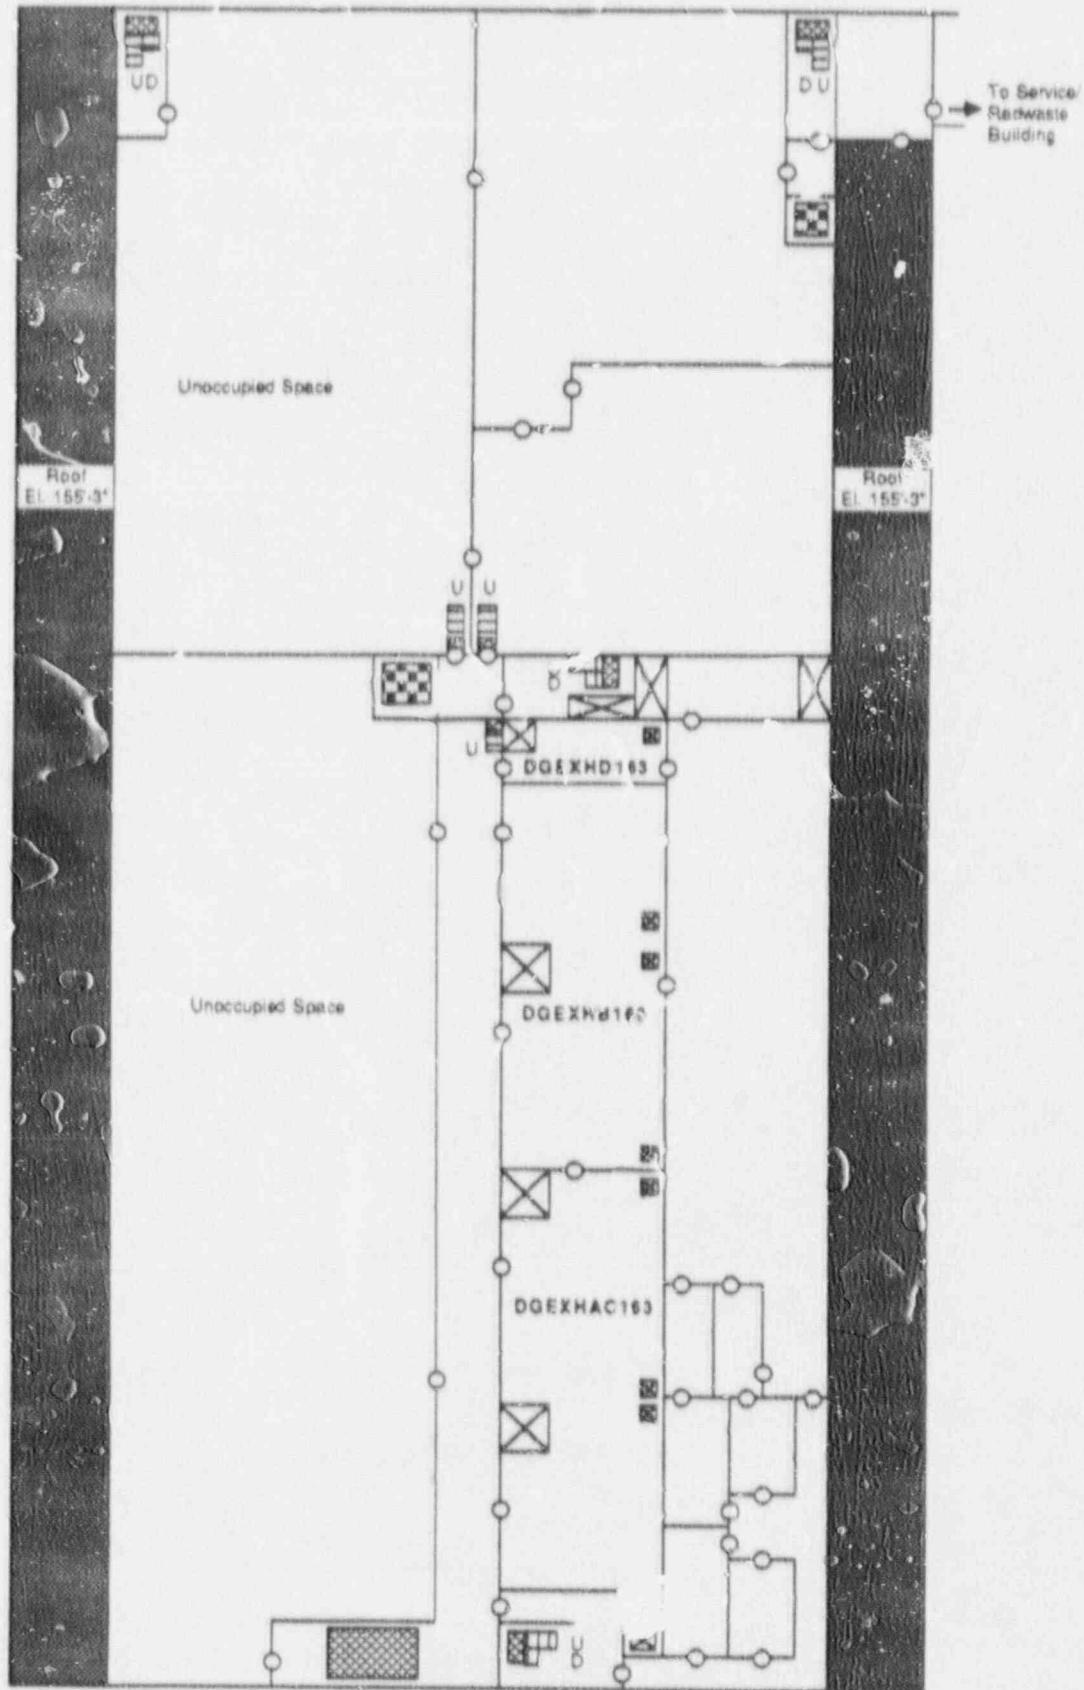 UD
DU
To Service/
Radwaste
Building
Unoccupied Space
Roof
El. 155'-3"
Roof
El. 155'-3"
U
U
D
U
DGEXHD163
Unoccupied Space
DGEXHAC163
U
D